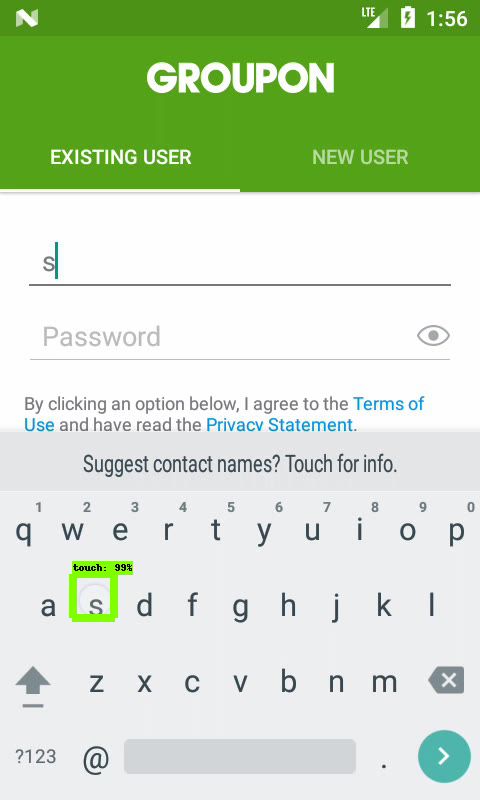 LTE 1:56
GROUPON
EXISTING USER NEW USER
s
Password
By clicking an option below, I agree to the Terms of
Use and have read the Privacy Statement.
Suggest contact names? Touch for info.
1 2 3 4 5 6 7 8 9 0
q w e r t y u i o p
touch: 99%
a s d f g h j k l
z x c v b n m
?123 @ .